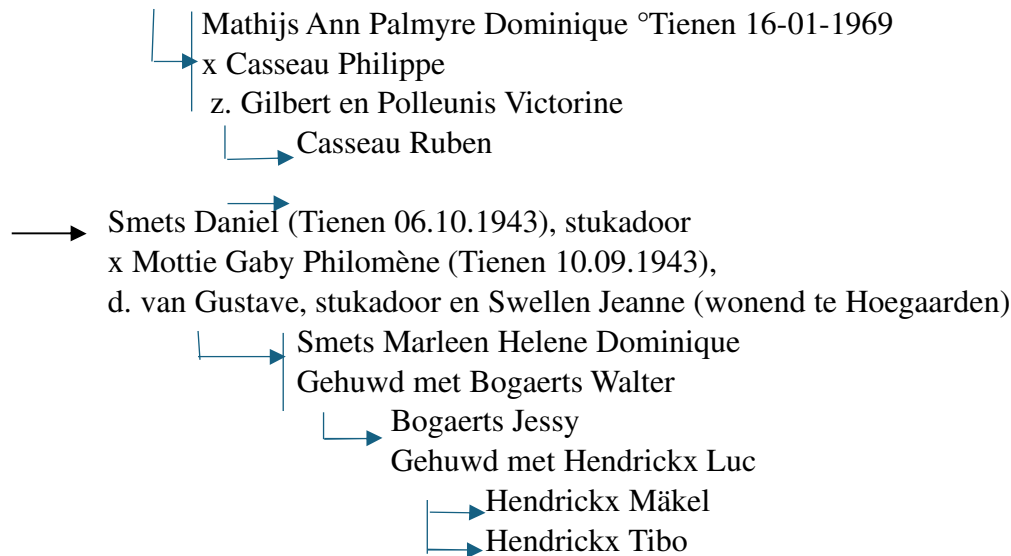 Mathijs Ann Palmyre Dominique °Tienen 16-01-1969
x Casseau Philippe
z. Gilbert en Polleunis Victorine
Casseau Ruben
Smets Daniel (Tienen 06.10.1943), stukadoor
x Mottie Gaby Philomène (Tienen 10.09.1943),
d. van Gustave, stukadoor en Swellen Jeanne (wonend te Hoegaarden)
Smets Marleen Helene Dominique
Gehuwd met Bogaerts Walter
Bogaerts Jessy
Gehuwd met Hendrickx Luc
Hendrickx Mäkel
Hendrickx Tibo